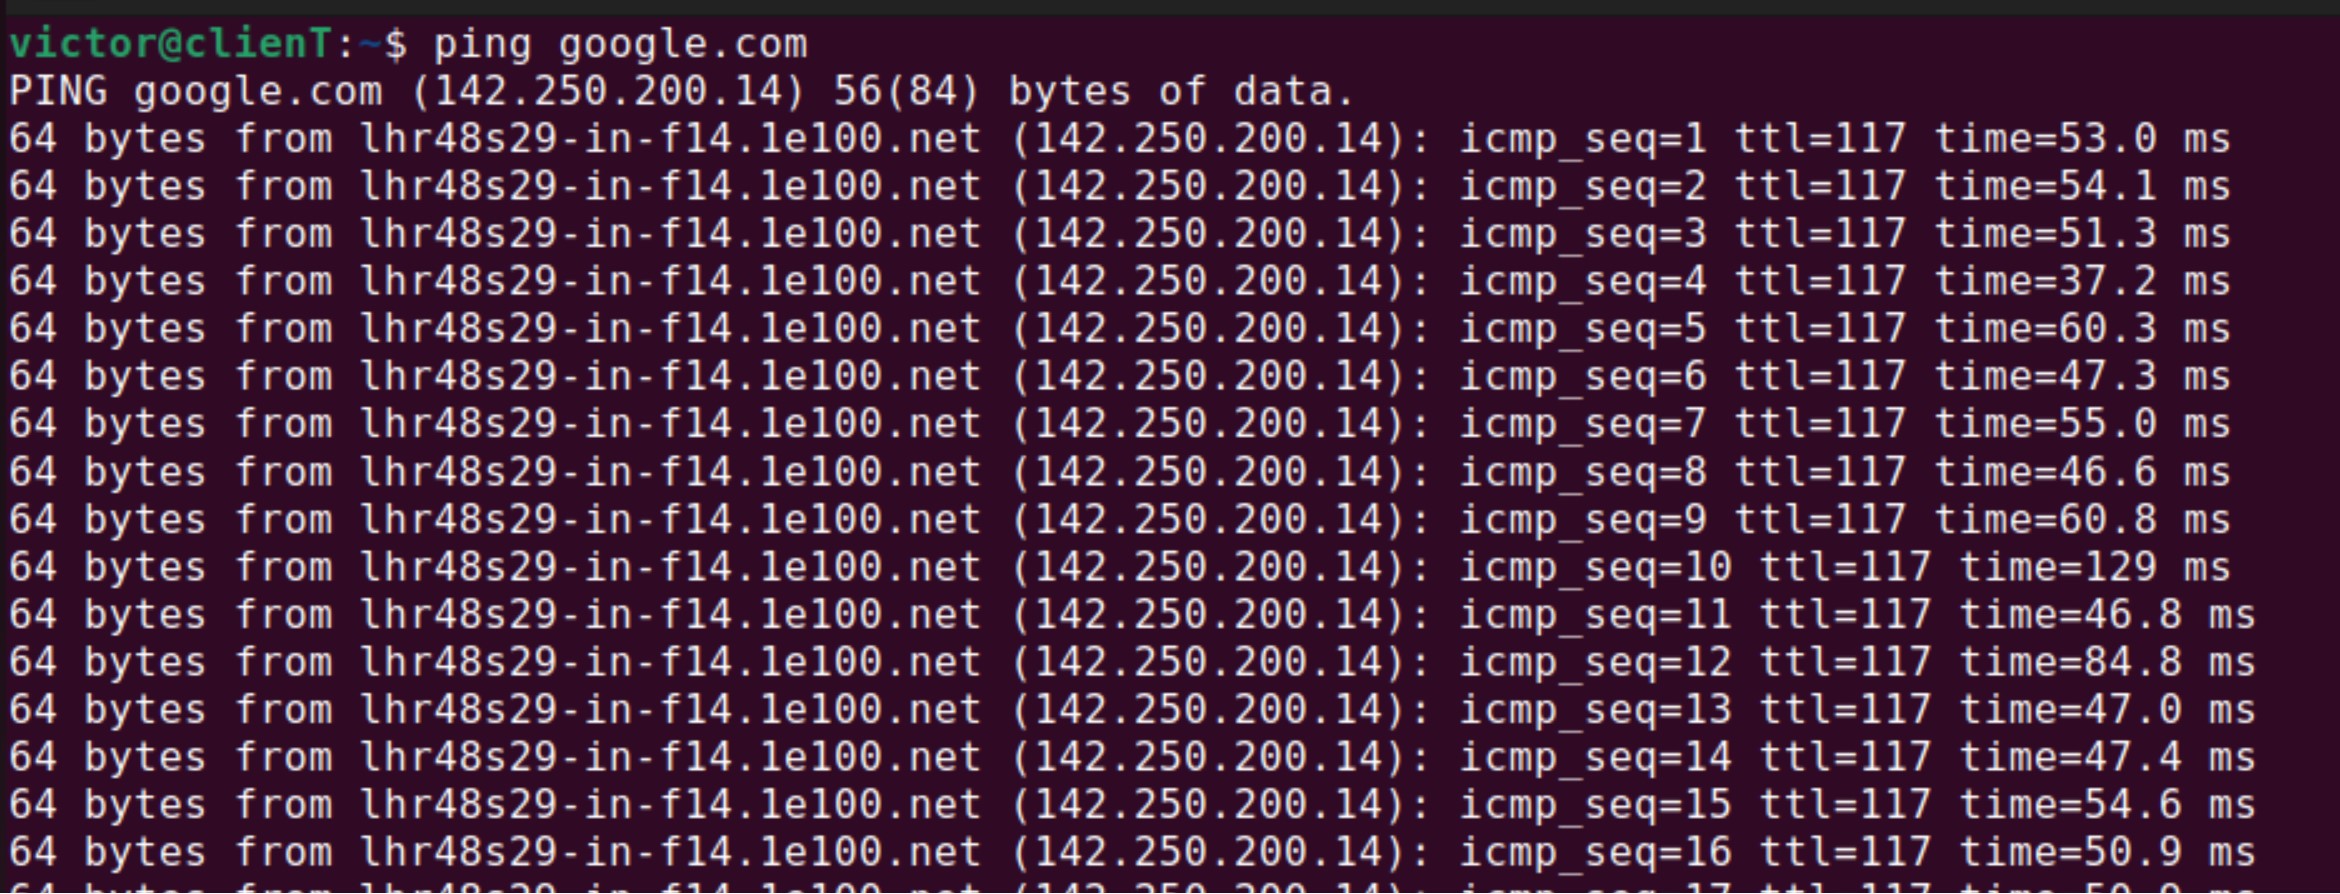 victor@clienT:~$ ping google.com
PING google.com (142.250.200.14) 56(84) bytes of data.
64 bytes from lhr48s29-in-f14.1e100.net (142.250.200.14): icmp_seq=1 ttl=117 time=53.0 ms
64 bytes from lhr48s29-in-f14.1e100.net (142.250.200.14): icmp_seq=2 ttl=117 time=54.1 ms
64 bytes from lhr48s29-in-f14.1e100.net (142.250.200.14): icmp_seq=3 ttl=117 time=51.3 ms
64 bytes from lhr48s29-in-f14.1e100.net (142.250.200.14): icmp_seq=4 ttl=117 time=37.2 ms
64 bytes from lhr48s29-in-f14.1e100.net (142.250.200.14): icmp_seq=5 ttl=117 time=60.3 ms
64 bytes from lhr48s29-in-f14.1e100.net (142.250.200.14): icmp_seq=6 ttl=117 time=47.3 ms
64 bytes from lhr48s29-in-f14.1e100.net (142.250.200.14): icmp_seq=7 ttl=117 time=55.0 ms
64 bytes from lhr48s29-in-f14.1e100.net (142.250.200.14): icmp_seq=8 ttl=117 time=46.6 ms
64 bytes from lhr48s29-in-f14.1e100.net (142.250.200.14): icmp_seq=9 ttl=117 time=60.8 ms
64 bytes from lhr48s29-in-f14.1e100.net (142.250.200.14): icmp_seq=10 ttl=117 time=129 ms
64 bytes from lhr48s29-in-f14.1e100.net (142.250.200.14): icmp_seq=11 ttl=117 time=46.8 ms
64 bytes from lhr48s29-in-f14.1e100.net (142.250.200.14): icmp_seq=12 ttl=117 time=84.8 ms
64 bytes from lhr48s29-in-f14.1e100.net (142.250.200.14): icmp_seq=13 ttl=117 time=47.0 ms
64 bytes from lhr48s29-in-f14.1e100.net (142.250.200.14): icmp_seq=14 ttl=117 time=47.4 ms
64 bytes from lhr48s29-in-f14.1e100.net (142.250.200.14): icmp_seq=15 ttl=117 time=54.6 ms
64 bytes from lhr48s29-in-f14.1e100.net (142.250.200.14): icmp_seq=16 ttl=117 time=50.9 ms